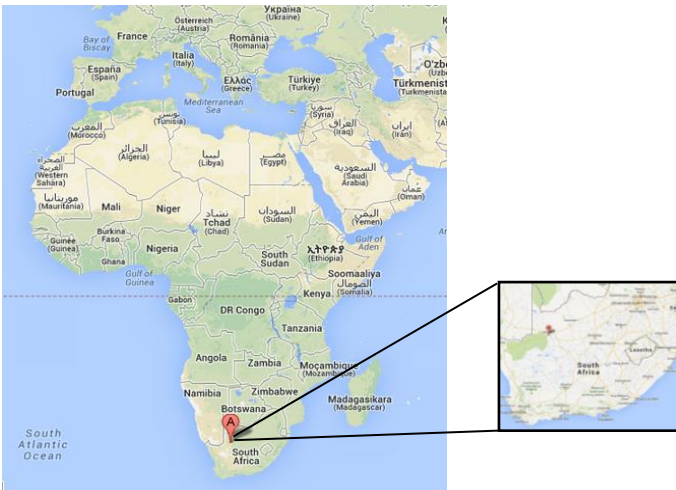 Україна
(Ukraine)
Österreich
(Austria)
Bay of
Biscay
France
România
(Romania)
Italia
(Italy)
España
(Spain)
Portugal
Ελλάς
(Greece)
Türkiye
(Turkey)
O'zb
(Uzb
Türkmenist
(Turkmenista
Mediterranean
Sea
تونس
(Tunisia)
سوريا
(Syria)
العراق
(Iraq)
ایران
(Iran)
المغرب
(Morocco)
الجزائر
(Algeria)
ليبيا
(Libya)
مصر
(Egypt)
الصحراء
الغربية
(Western
Sahara)
السعودية
(Saudi
Arabia)
عمان
(Oman)
موريتانيا
(Mauritania)
Mali
Niger
تشاد
Tchad
(Chad)
السودان
(Sudan)
اليمن
(Yemen)
Burkina
Faso
Guinée
(Guinea)
Ghana
Nigeria
South
Sudan
ኢትዮጵያ
(Ethiopia)
Gulf of
Aden
Ar
Gulf of
Guinea
Soomaaliya
الصومال
(Somalia)
Gabon
Kenya
DR Congo
Tanzania
Angola
Zambia
Moçambique
(Mozambique)
Namibia
Zimbabwe
Botswana
Madagasikara
(Madagascar)
A
South
Africa
South
Atlantic
Ocean
South
Africa
Lesotho